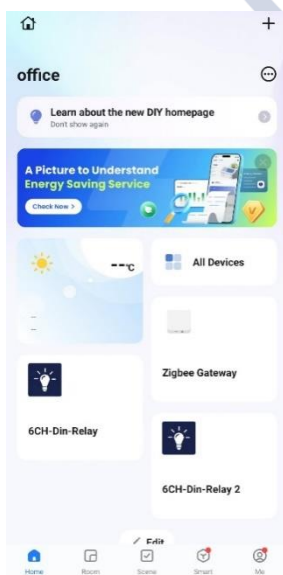 office
Learn about the new DIY homepage
Don't show again
A Picture to Understand
Energy Saving Service
Check Now >
--°C
All Devices
Zigbee Gateway
6CH-Din-Relay
6CH-Din-Relay 2
Edit
Home Room Scene Smart Me